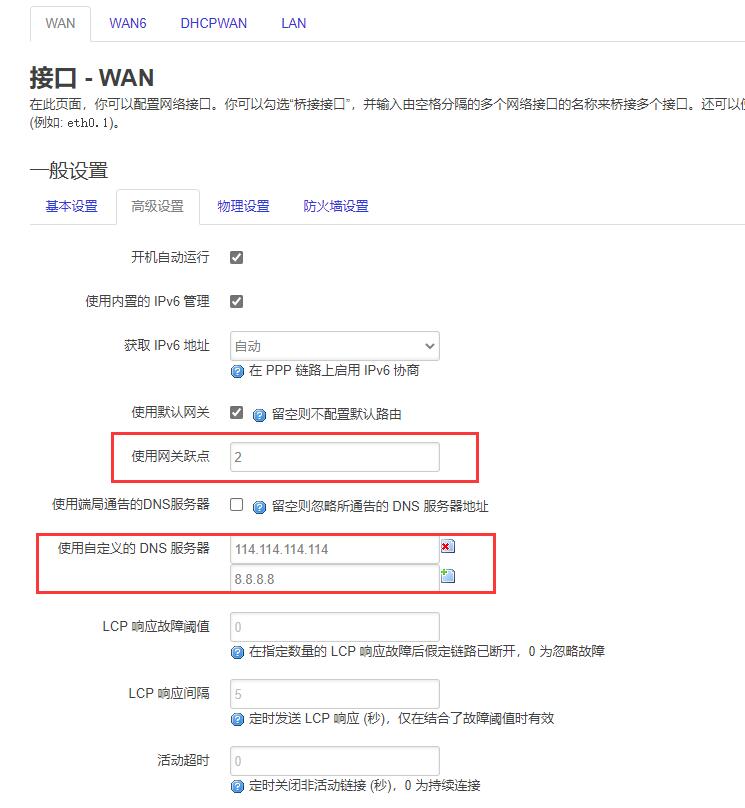 WAN WAN6 DHCPWAN LAN
接口 - WAN
在此页面，你可以配置网络接口。你可以勾选“桥接接口”，并输入由空格分隔的多个网络接口的名称来桥接多个接口。还可以使
(例如: eth0.1)。
一般设置
基本设置 高级设置 物理设置 防火墙设置
开机自动运行
使用内置的 IPv6 管理
获取 IPv6 地址 自动
在 PPP 链路上启用 IPv6 协商
使用默认网关 留空则不配置默认路由
使用网关跃点 2
使用端局通告的DNS服务器 留空则忽略所通告的 DNS 服务器地址
使用自定义的 DNS 服务器 114.114.114.114
8.8.8.8
LCP 响应故障阈值 0
在指定数量的 LCP 响应故障后假定链路已断开，0 为忽略故障
LCP 响应间隔 5
定时发送 LCP 响应 (秒)，仅在结合了故障阈值时有效
活动超时 0
定时关闭非活动链接 (秒)，0 为持续连接